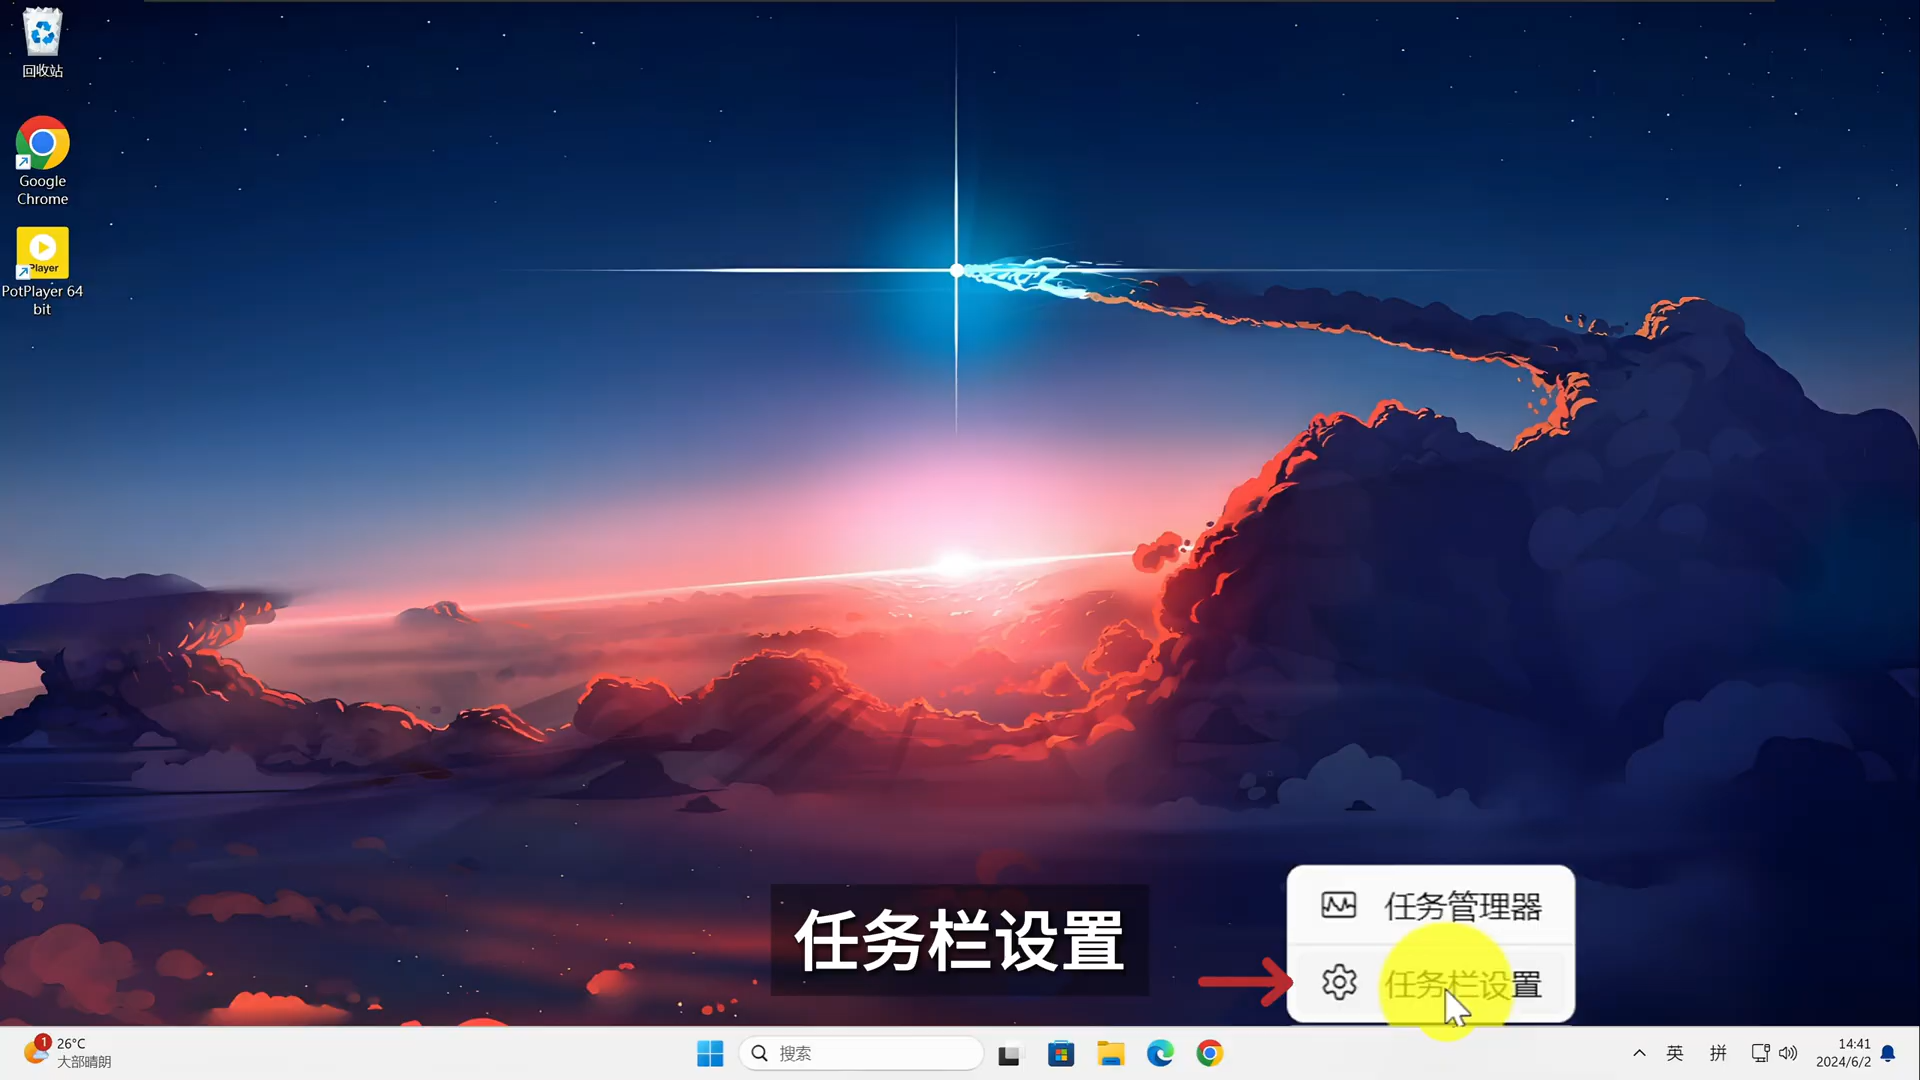 回收站
Google
Chrome
Player
PotPlayer 64
bit
任务管理器
任务栏设置
任务栏设置
1
26°C
大部晴朗
搜索
英
拼
14:41
2024/6/2